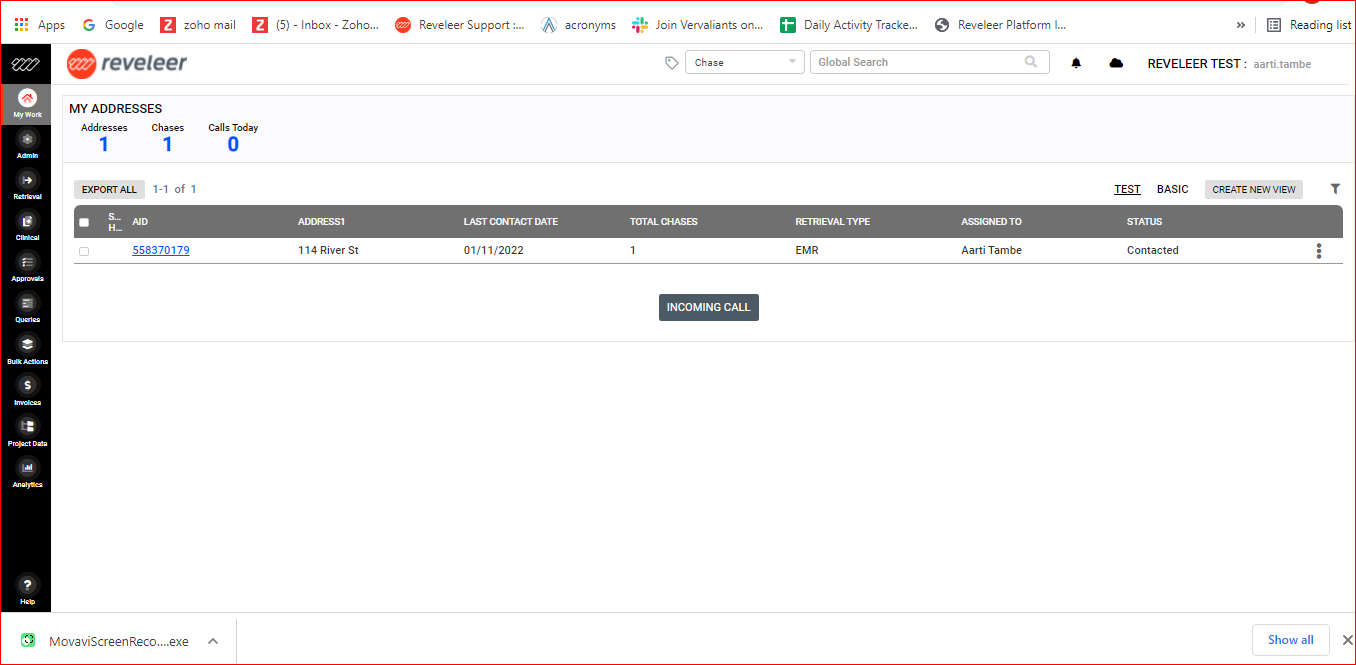 Apps Google zoho mail (5) - Inbox - Zoho... Reveleer Support :... acronyms Join Vervaliants on... Daily Activity Tracke... Reveleer Platform I... » Reading list
reveleer Chase Global Search REVELEER TEST : aarti.tambe
My Work
Admin
Retrieval
Clinical
Approvals
Queries
Bulk Actions
$
Invoices
Project Data
Analytics
?
Help
MY ADDRESSES
Addresses Chases Calls Today
1 1 0
EXPORT ALL 1-1 of 1 TEST BASIC CREATE NEW VIEW
S...
H...
AID ADDRESS1 LAST CONTACT DATE TOTAL CHASES RETRIEVAL TYPE ASSIGNED TO STATUS
558370179 114 River St 01/11/2022 1 EMR Aarti Tambe Contacted
INCOMING CALL
MovaviScreenReco....exe Show all